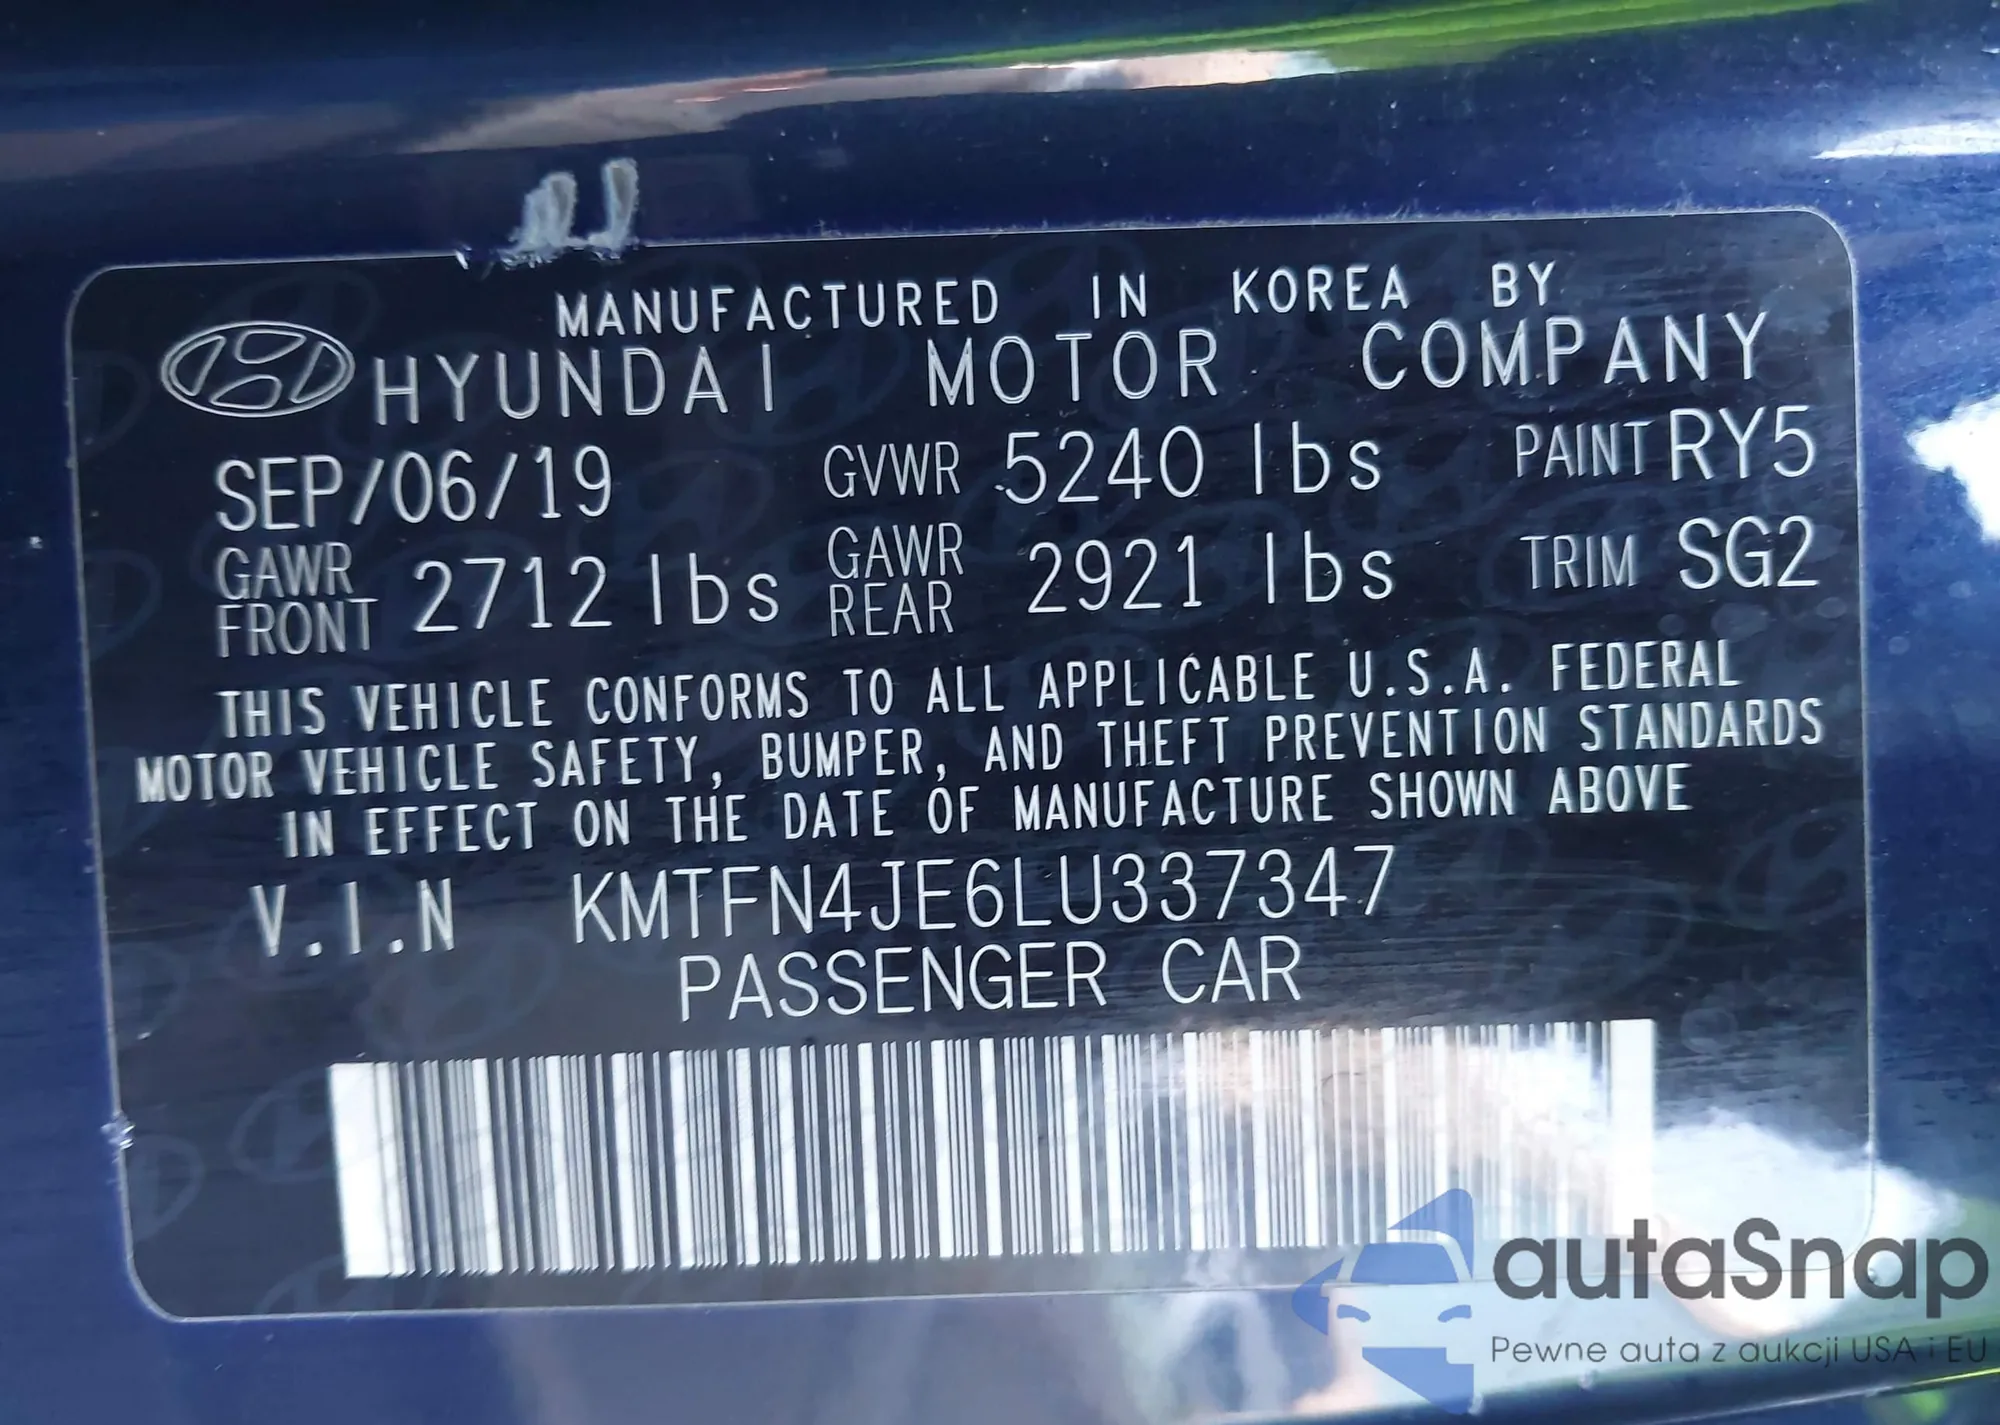 MANUFACTURED IN KOREA BY
HYUNDAI MOTOR COMPANY
SEP/06/19 GVWR 5240 lbs PAINT RY5
GAWR FRONT 2712 lbs GAWR REAR 2921 lbs TRIM SG2
THIS VEHICLE CONFORMS TO ALL APPLICABLE U.S.A. FEDERAL
MOTOR VEHICLE SAFETY, BUMPER, AND THEFT PREVENTION STANDARDS
IN EFFECT ON THE DATE OF MANUFACTURE SHOWN ABOVE
V.I.N KMTFN4JE6LU337347
PASSENGER CAR
autaSnap
Pewne auta z aukcji USA i EU